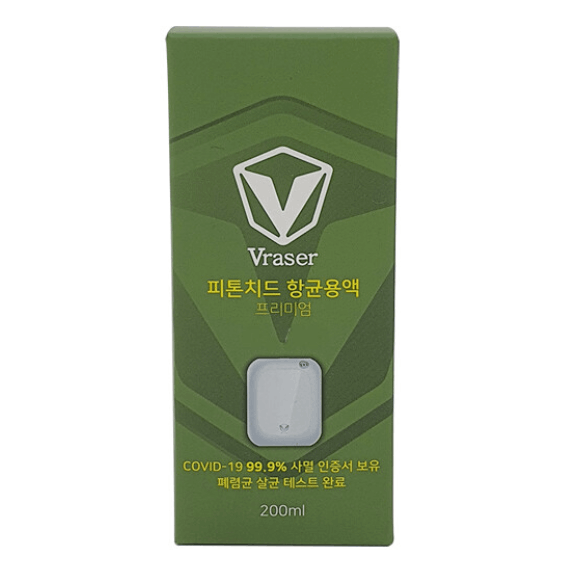 Vraser
피톤치드 항균용액
프리미엄
COVID-19 99.9% 사멸 인증서 보유
폐렴균 살균 테스트 완료
200ml